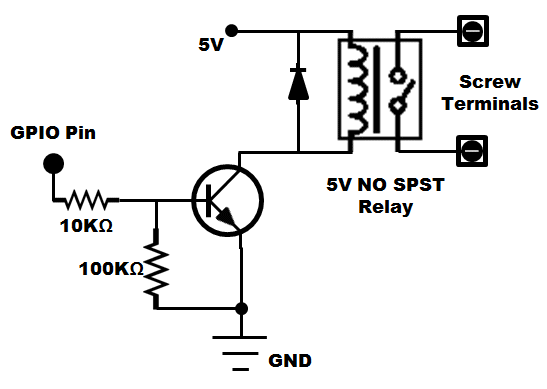 5V
Screw
Terminals
GPIO Pin
5V NO SPST
Relay
10KΩ
100KΩ
GND